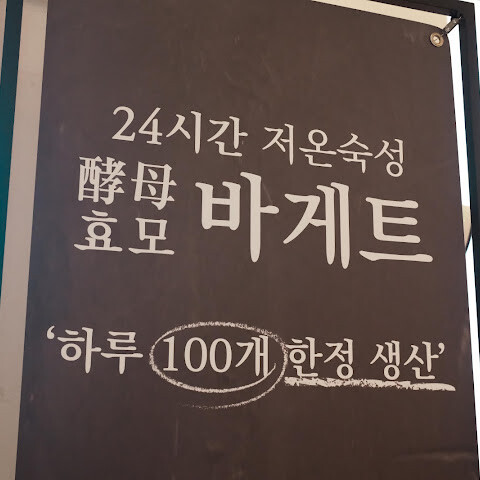 24시간 저온숙성
酵母
효모 바게트
‘하루 100개 한정 생산’